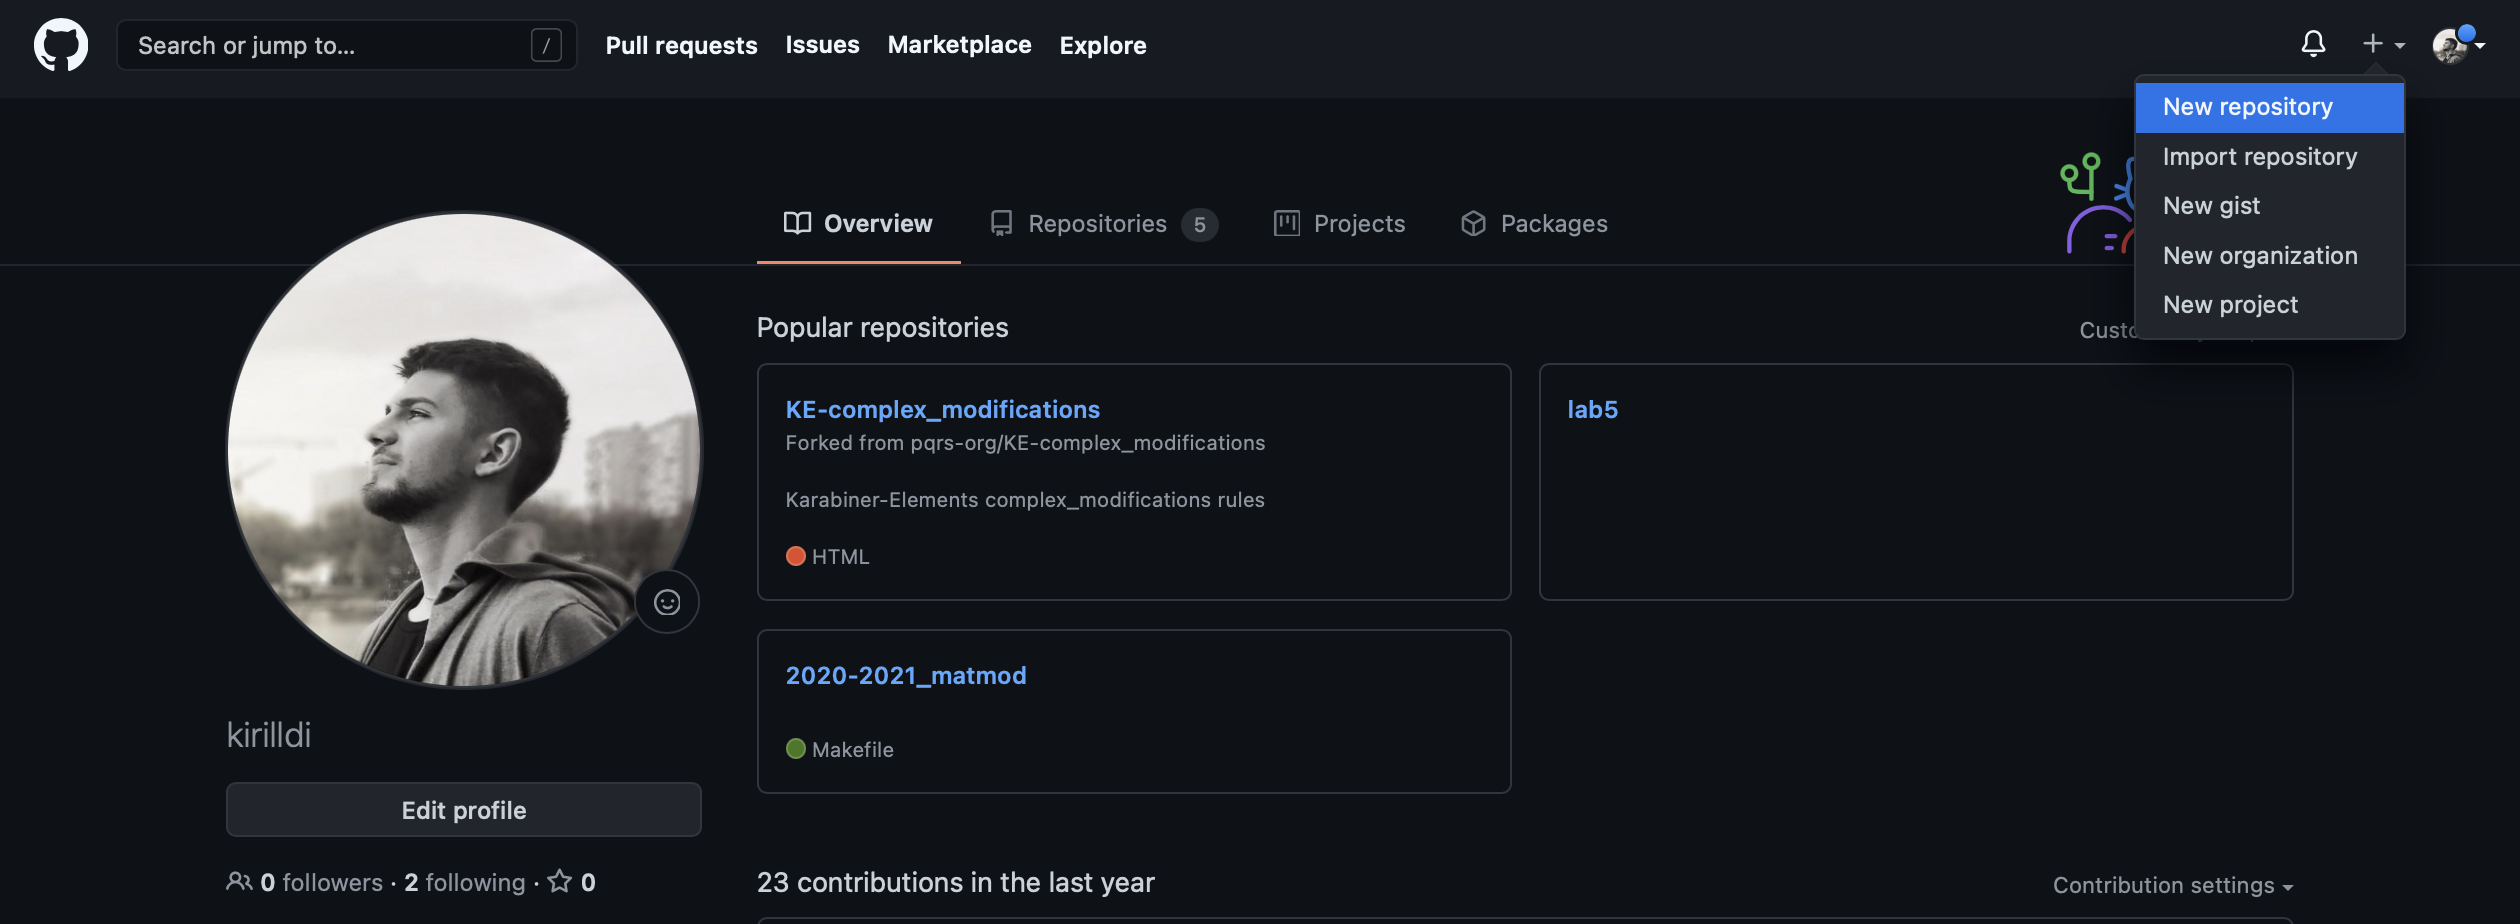 Search or jump to... /
Pull requests Issues Marketplace Explore
New repository
Import repository
New gist
New organization
New project
Overview Repositories 5 Projects Packages
Popular repositories
KE-complex_modifications
Forked from pqrs-org/KE-complex_modifications
Karabiner-Elements complex_modifications rules
HTML
lab5
2020-2021_matmod
Makefile
kirilldi
Edit profile
0 followers · 2 following · 0
23 contributions in the last year
Contribution settings